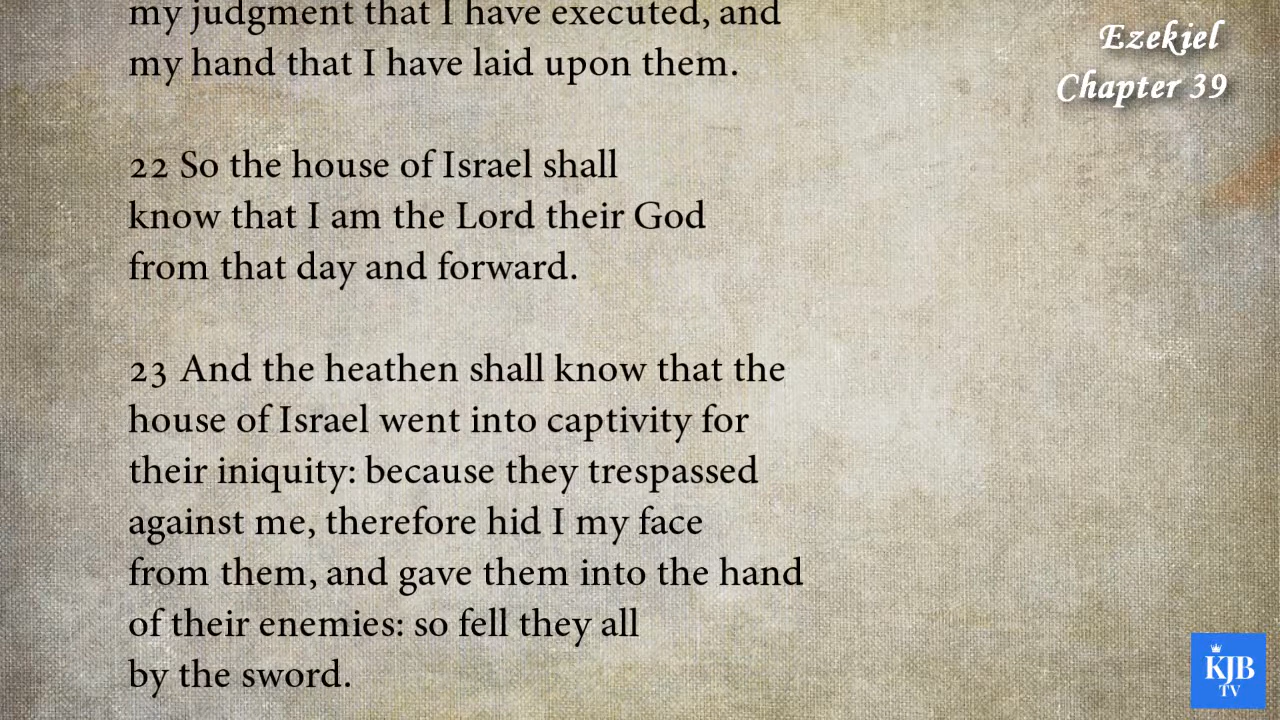 my judgment that I have executed, and
my hand that I have laid upon them.
Ezekiel
Chapter 39
22 So the house of Israel shall
know that I am the Lord their God
from that day and forward.
23 And the heathen shall know that the
house of Israel went into captivity for
their iniquity: because they trespassed
against me, therefore hid I my face
from them, and gave them into the hand
of their enemies: so fell they all
by the sword.
KJB
TV